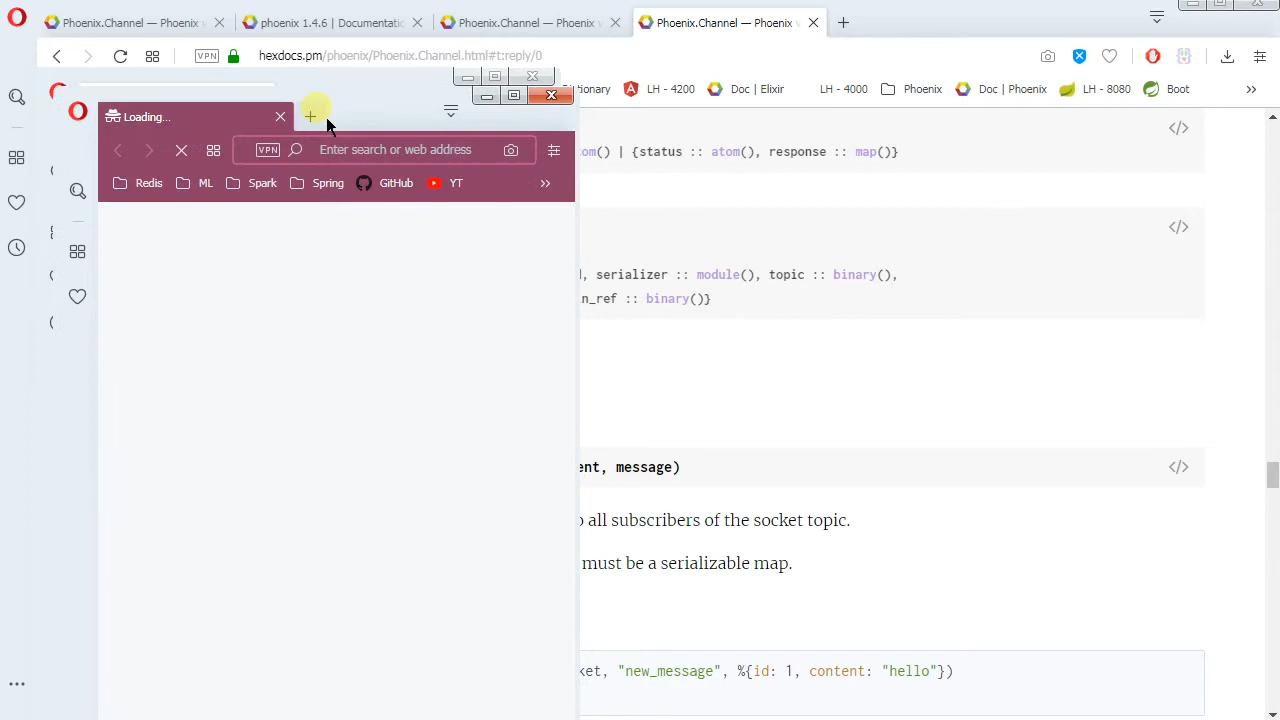 Phoenix.Channel — Phoenix v
phoenix 1.4.6 | Documentatio
Phoenix.Channel — Phoenix v
Phoenix.Channel — Phoenix v
VPN
hexdocs.pm/phoenix/Phoenix.Channel.html#t:reply/0
Dictionary
LH - 4200
Doc | Elixir
LH - 4000
Phoenix
Doc | Phoenix
LH - 8080
Boot
Loading...
VPN
Enter search or web address
Redis
ML
Spark
Spring
GitHub
YT
om() | {status :: atom(), response :: map()}
</>
</>
, serializer :: module(), topic :: binary(),
n_ref :: binary()}
ent, message)
</>
all subscribers of the socket topic.
must be a serializable map.
ket, "new_message", %{id: 1, content: "hello"})